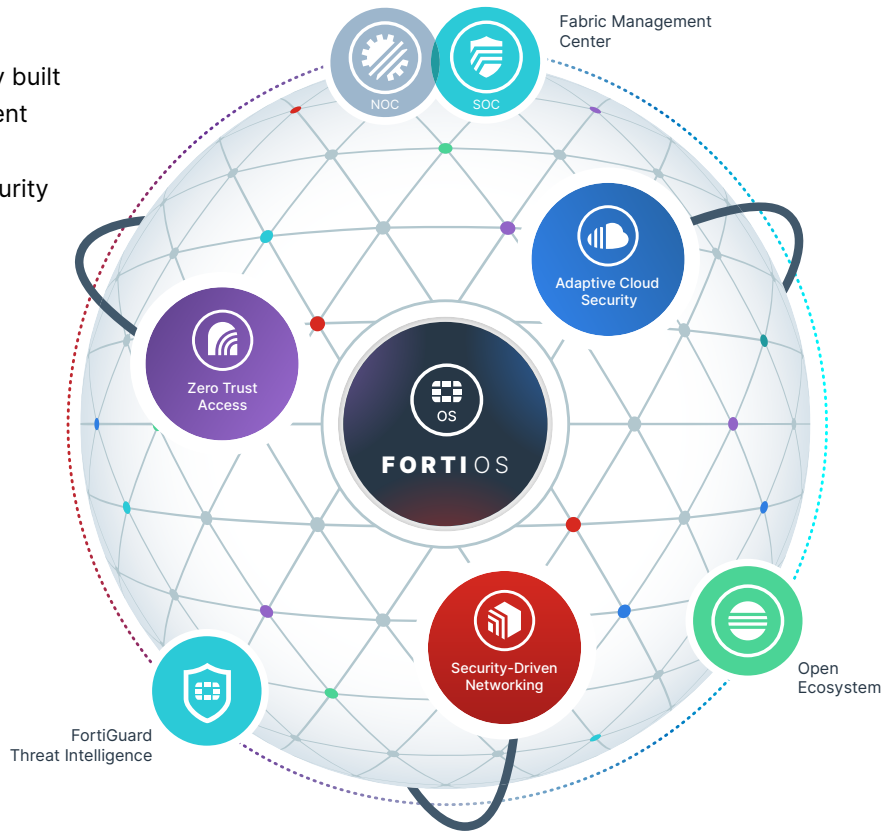 Fabric Management
Center
NOC
SOC
built
urity
Adaptive Cloud
Security
Zero Trust
Access
OS
FORTIOS
Security-Driven
Networking
Open
Ecosystem
FortiGuard
Threat Intelligence